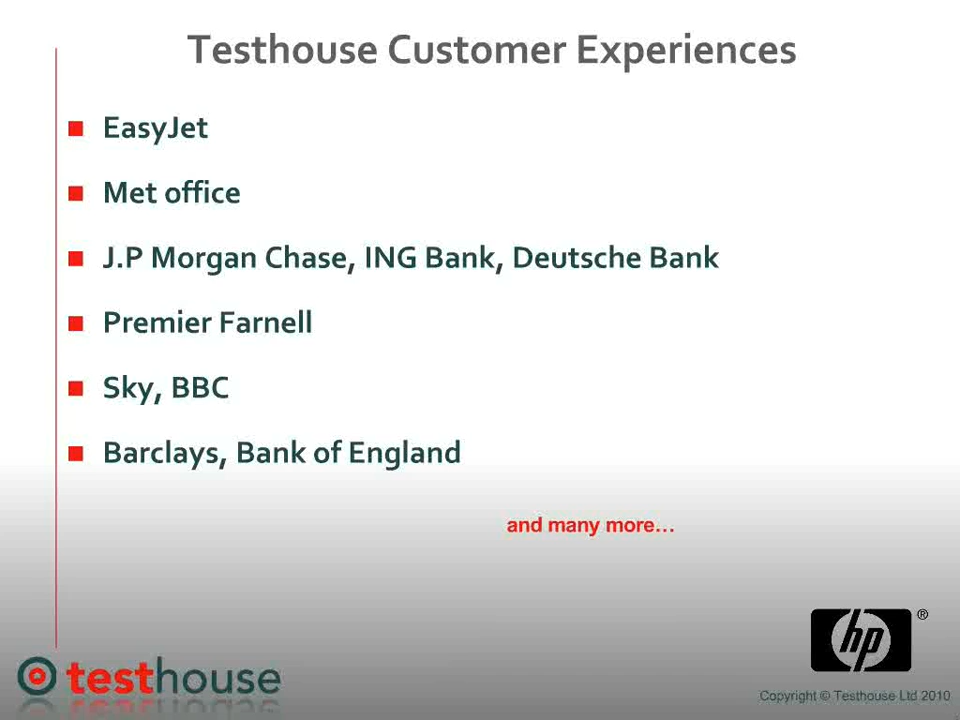 Testhouse Customer Experiences
EasyJet
Met office
J.P Morgan Chase, ING Bank, Deutsche Bank
Premier Farnell
Sky, BBC
Barclays, Bank of England
and many more…
hp ®
testhouse
Copyright © Testhouse Ltd 2010